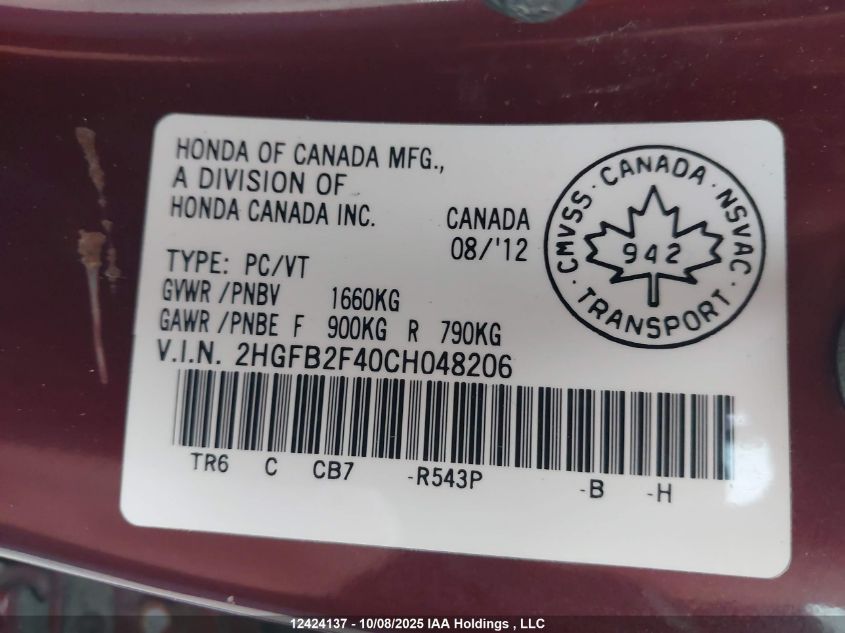 HONDA OF CANADA MFG.,
A DIVISION OF
HONDA CANADA INC.
CANADA
08/'12
TYPE: PC/VT
GVWR /PNBV 1660KG
GAWR /PNBE F 900KG R 790KG
V.I.N. 2HGFB2F40CH048206
TR6 C CB7 -R543P -B -H
CMVSS · CANADA · NSVAC · TRANSPORT ·
942
12424137 - 10/08/2025 IAA Holdings , LLC